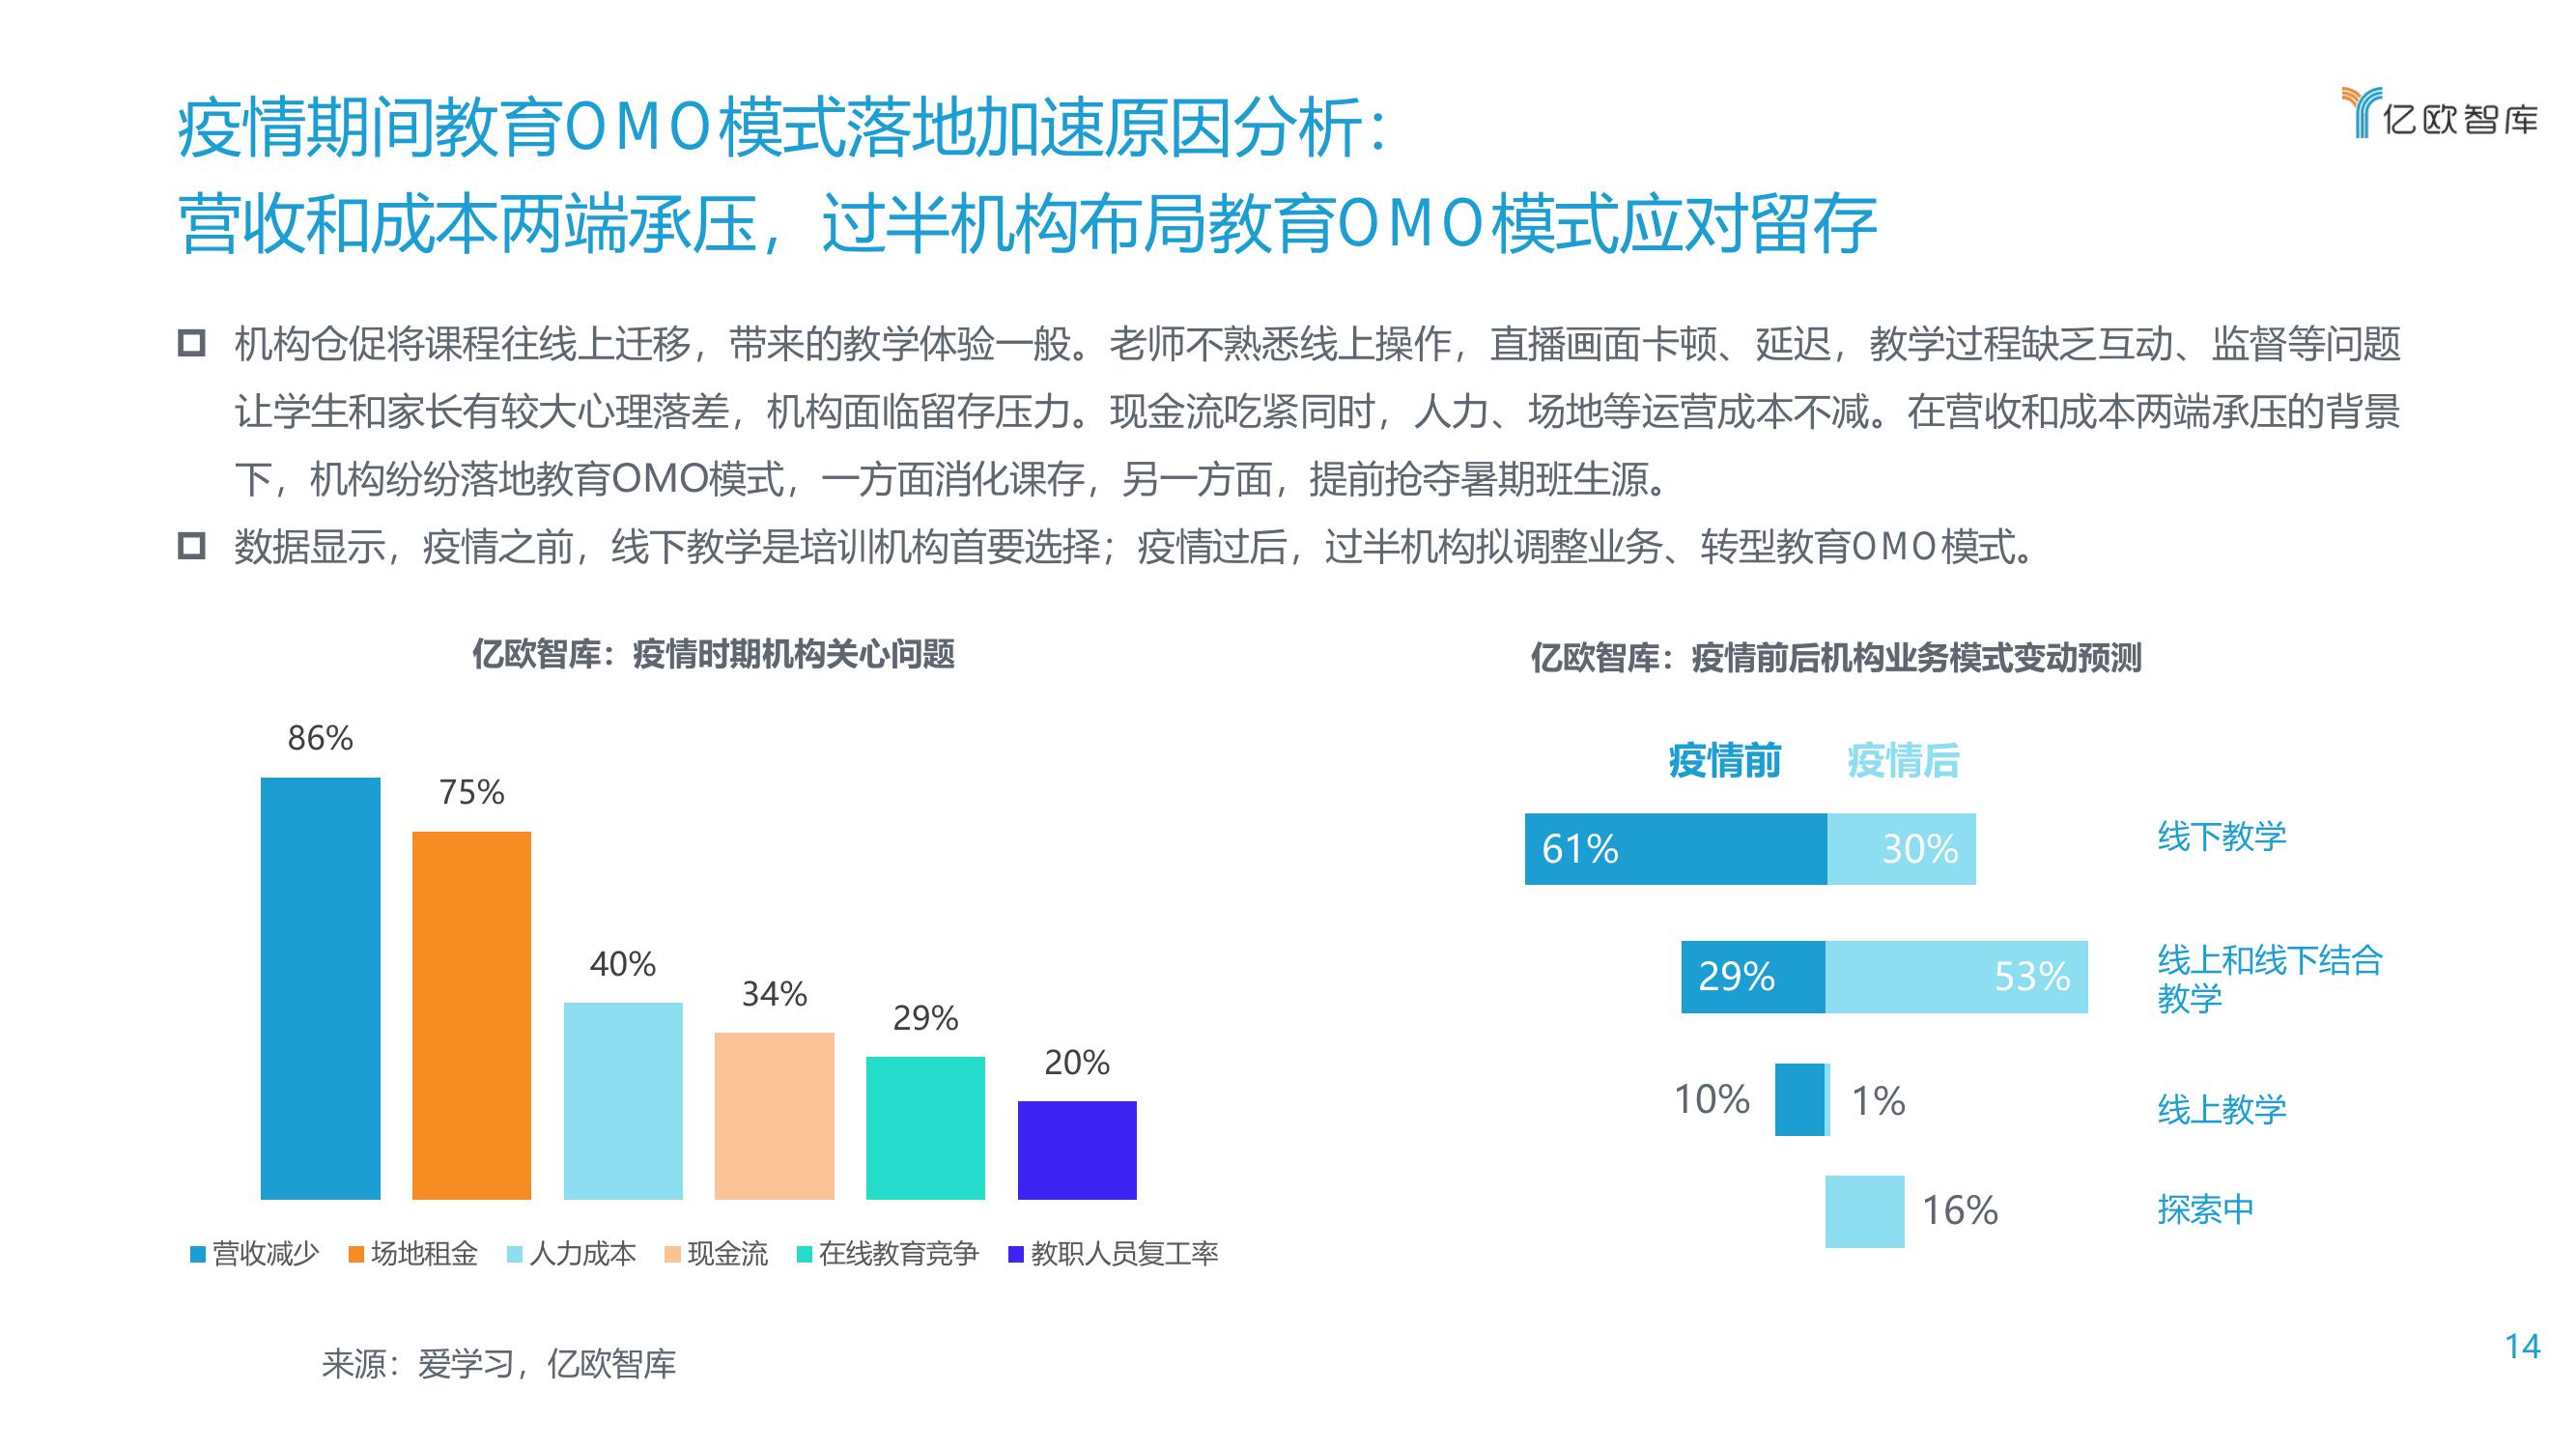 疫情期间教育OMO模式落地加速原因分析：
亿欧智库
营收和成本两端承压，过半机构布局教育OMO模式应对留存
机构仓促将课程往线上迁移，带来的教学体验一般。老师不熟悉线上操作，直播画面卡顿、延迟，教学过程缺乏互动、监督等问题
让学生和家长有较大心理落差，机构面临留存压力。现金流吃紧同时，人力、场地等运营成本不减。在营收和成本两端承压的背景
下，机构纷纷落地教育OMO模式，一方面消化课存，另一方面，提前抢夺暑期班生源。
数据显示，疫情之前，线下教学是培训机构首要选择；疫情过后，过半机构拟调整业务、转型教育OMO模式。
亿欧智库：疫情时期机构关心问题
86%
75%
40%
34%
29%
20%
营收减少 场地租金 人力成本 现金流 在线教育竞争 教职人员复工率
亿欧智库：疫情前后机构业务模式变动预测
疫情前 疫情后
61% 30% 线下教学
29% 53% 线上和线下结合
教学
10% 1% 线上教学
16% 探索中
来源：爱学习，亿欧智库
14